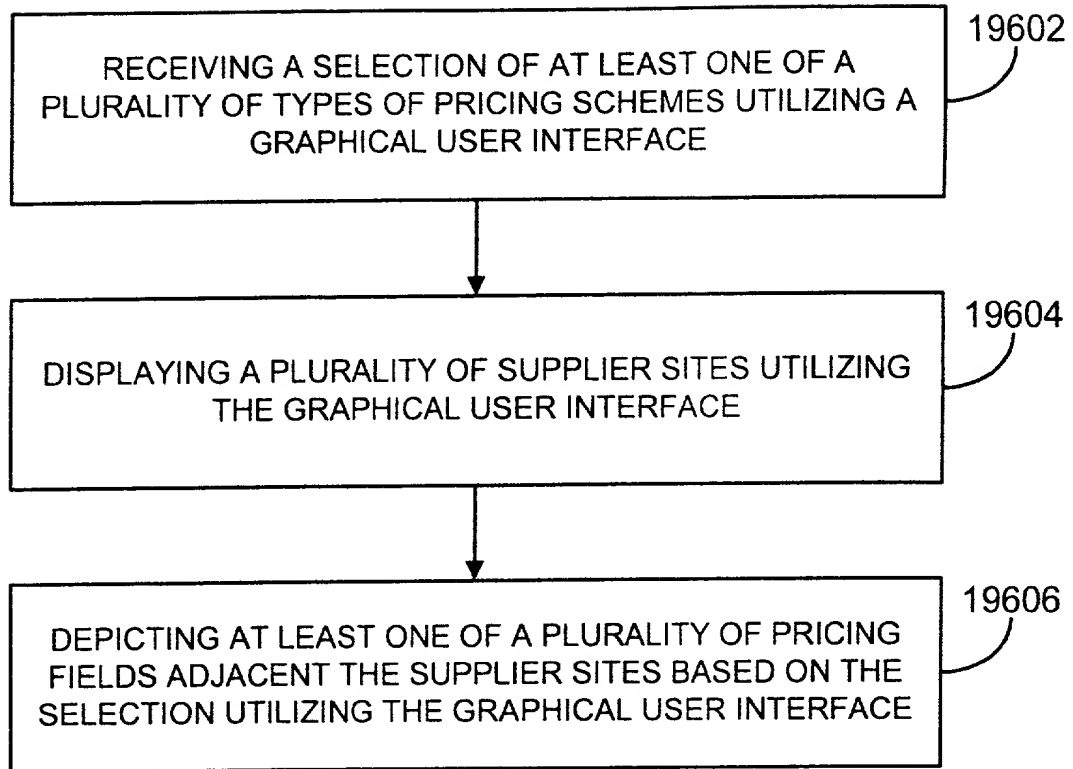 19602
RECEIVING A SELECTION OF AT LEAST ONE OF A
PLURALITY OF TYPES OF PRICING SCHEMES UTILIZING A
GRAPHICAL USER INTERFACE
19604
DISPLAYING A PLURALITY OF SUPPLIER SITES UTILIZING
THE GRAPHICAL USER INTERFACE
19606
DEPICTING AT LEAST ONE OF A PLURALITY OF PRICING
FIELDS ADJACENT THE SUPPLIER SITES BASED ON THE
SELECTION UTILIZING THE GRAPHICAL USER INTERFACE